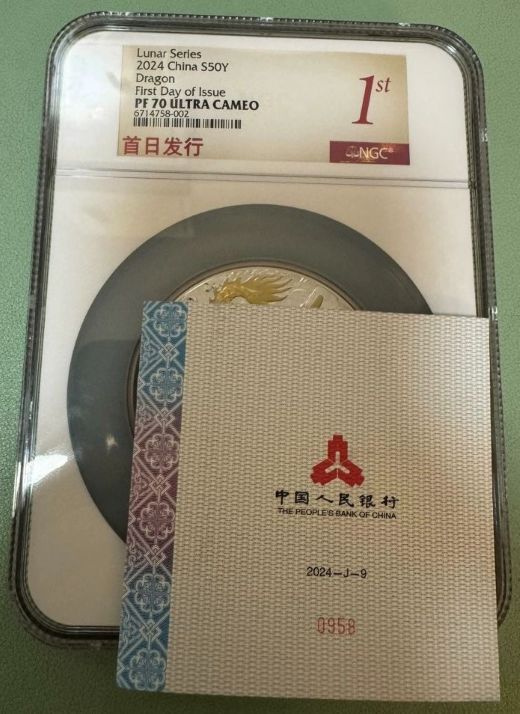 Lunar Series
2024 China S50Y
Dragon
First Day of Issue
PF 70 ULTRA CAMEO
6714758-002
首日发行
1st
NGC
中国人民银行
THE PEOPLE'S BANK OF CHINA
2024-J-9
0958